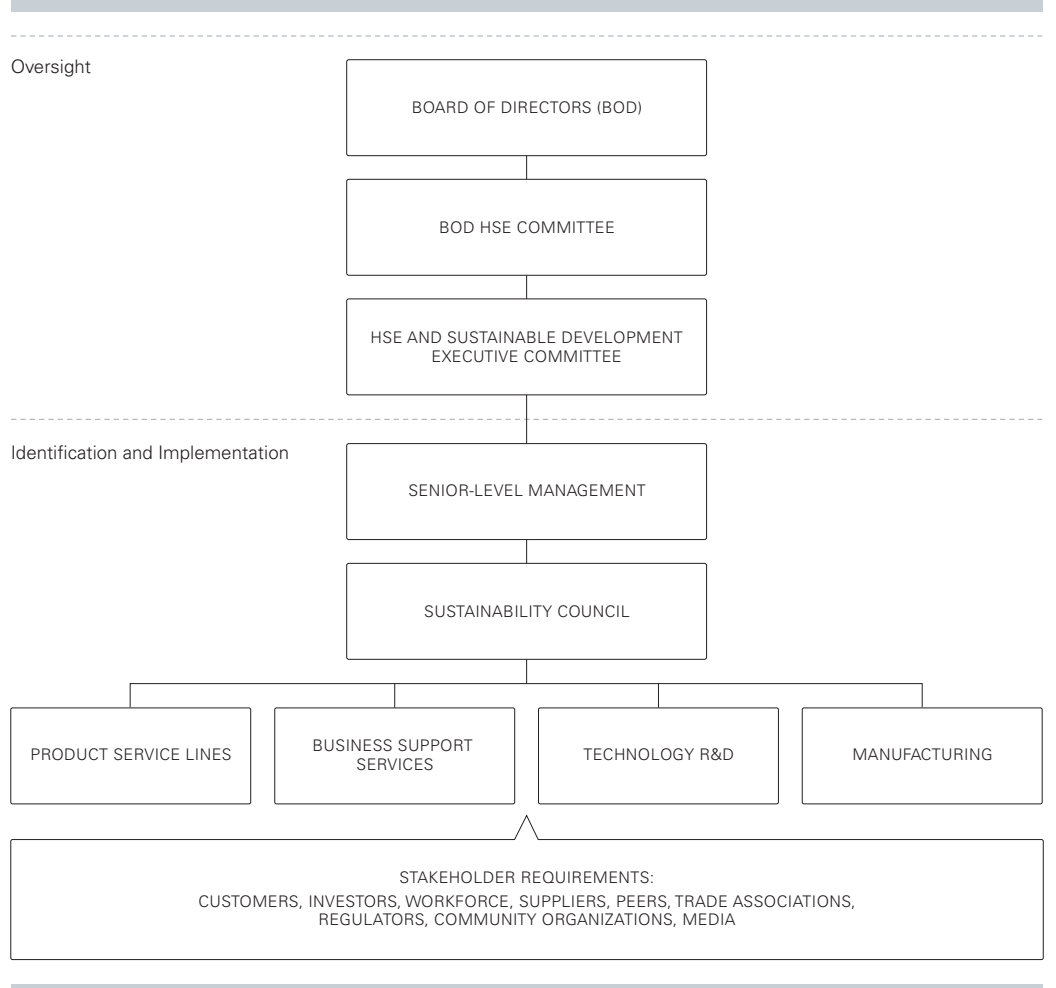 Oversight
BOARD OF DIRECTORS (BOD)
BOD HSE COMMITTEE
HSE AND SUSTAINABLE DEVELOPMENT
EXECUTIVE COMMITTEE
Identification and Implementation
SENIOR-LEVEL MANAGEMENT
SUSTAINABILITY COUNCIL
PRODUCT SERVICE LINES
BUSINESS SUPPORT
SERVICES
TECHNOLOGY R&D
MANUFACTURING
STAKEHOLDER REQUIREMENTS:
CUSTOMERS, INVESTORS, WORKFORCE, SUPPLIERS, PEERS, TRADE ASSOCIATIONS,
REGULATORS, COMMUNITY ORGANIZATIONS, MEDIA